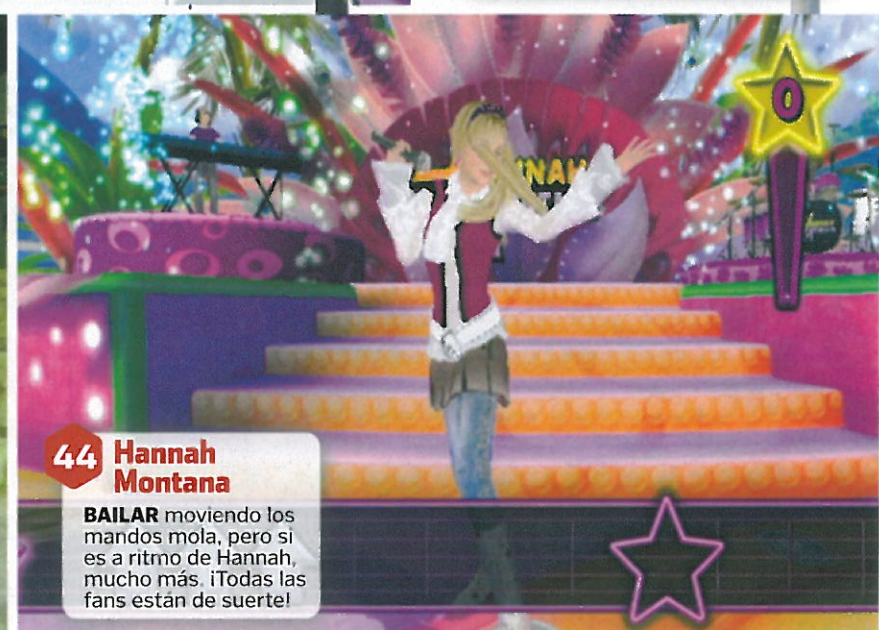 0
NNAH
44 Hannah
Montana
BAILAR moviendo los
mandos mola, pero si
es a ritmo de Hannah,
mucho más. ¡Todas las
fans están de suerte!